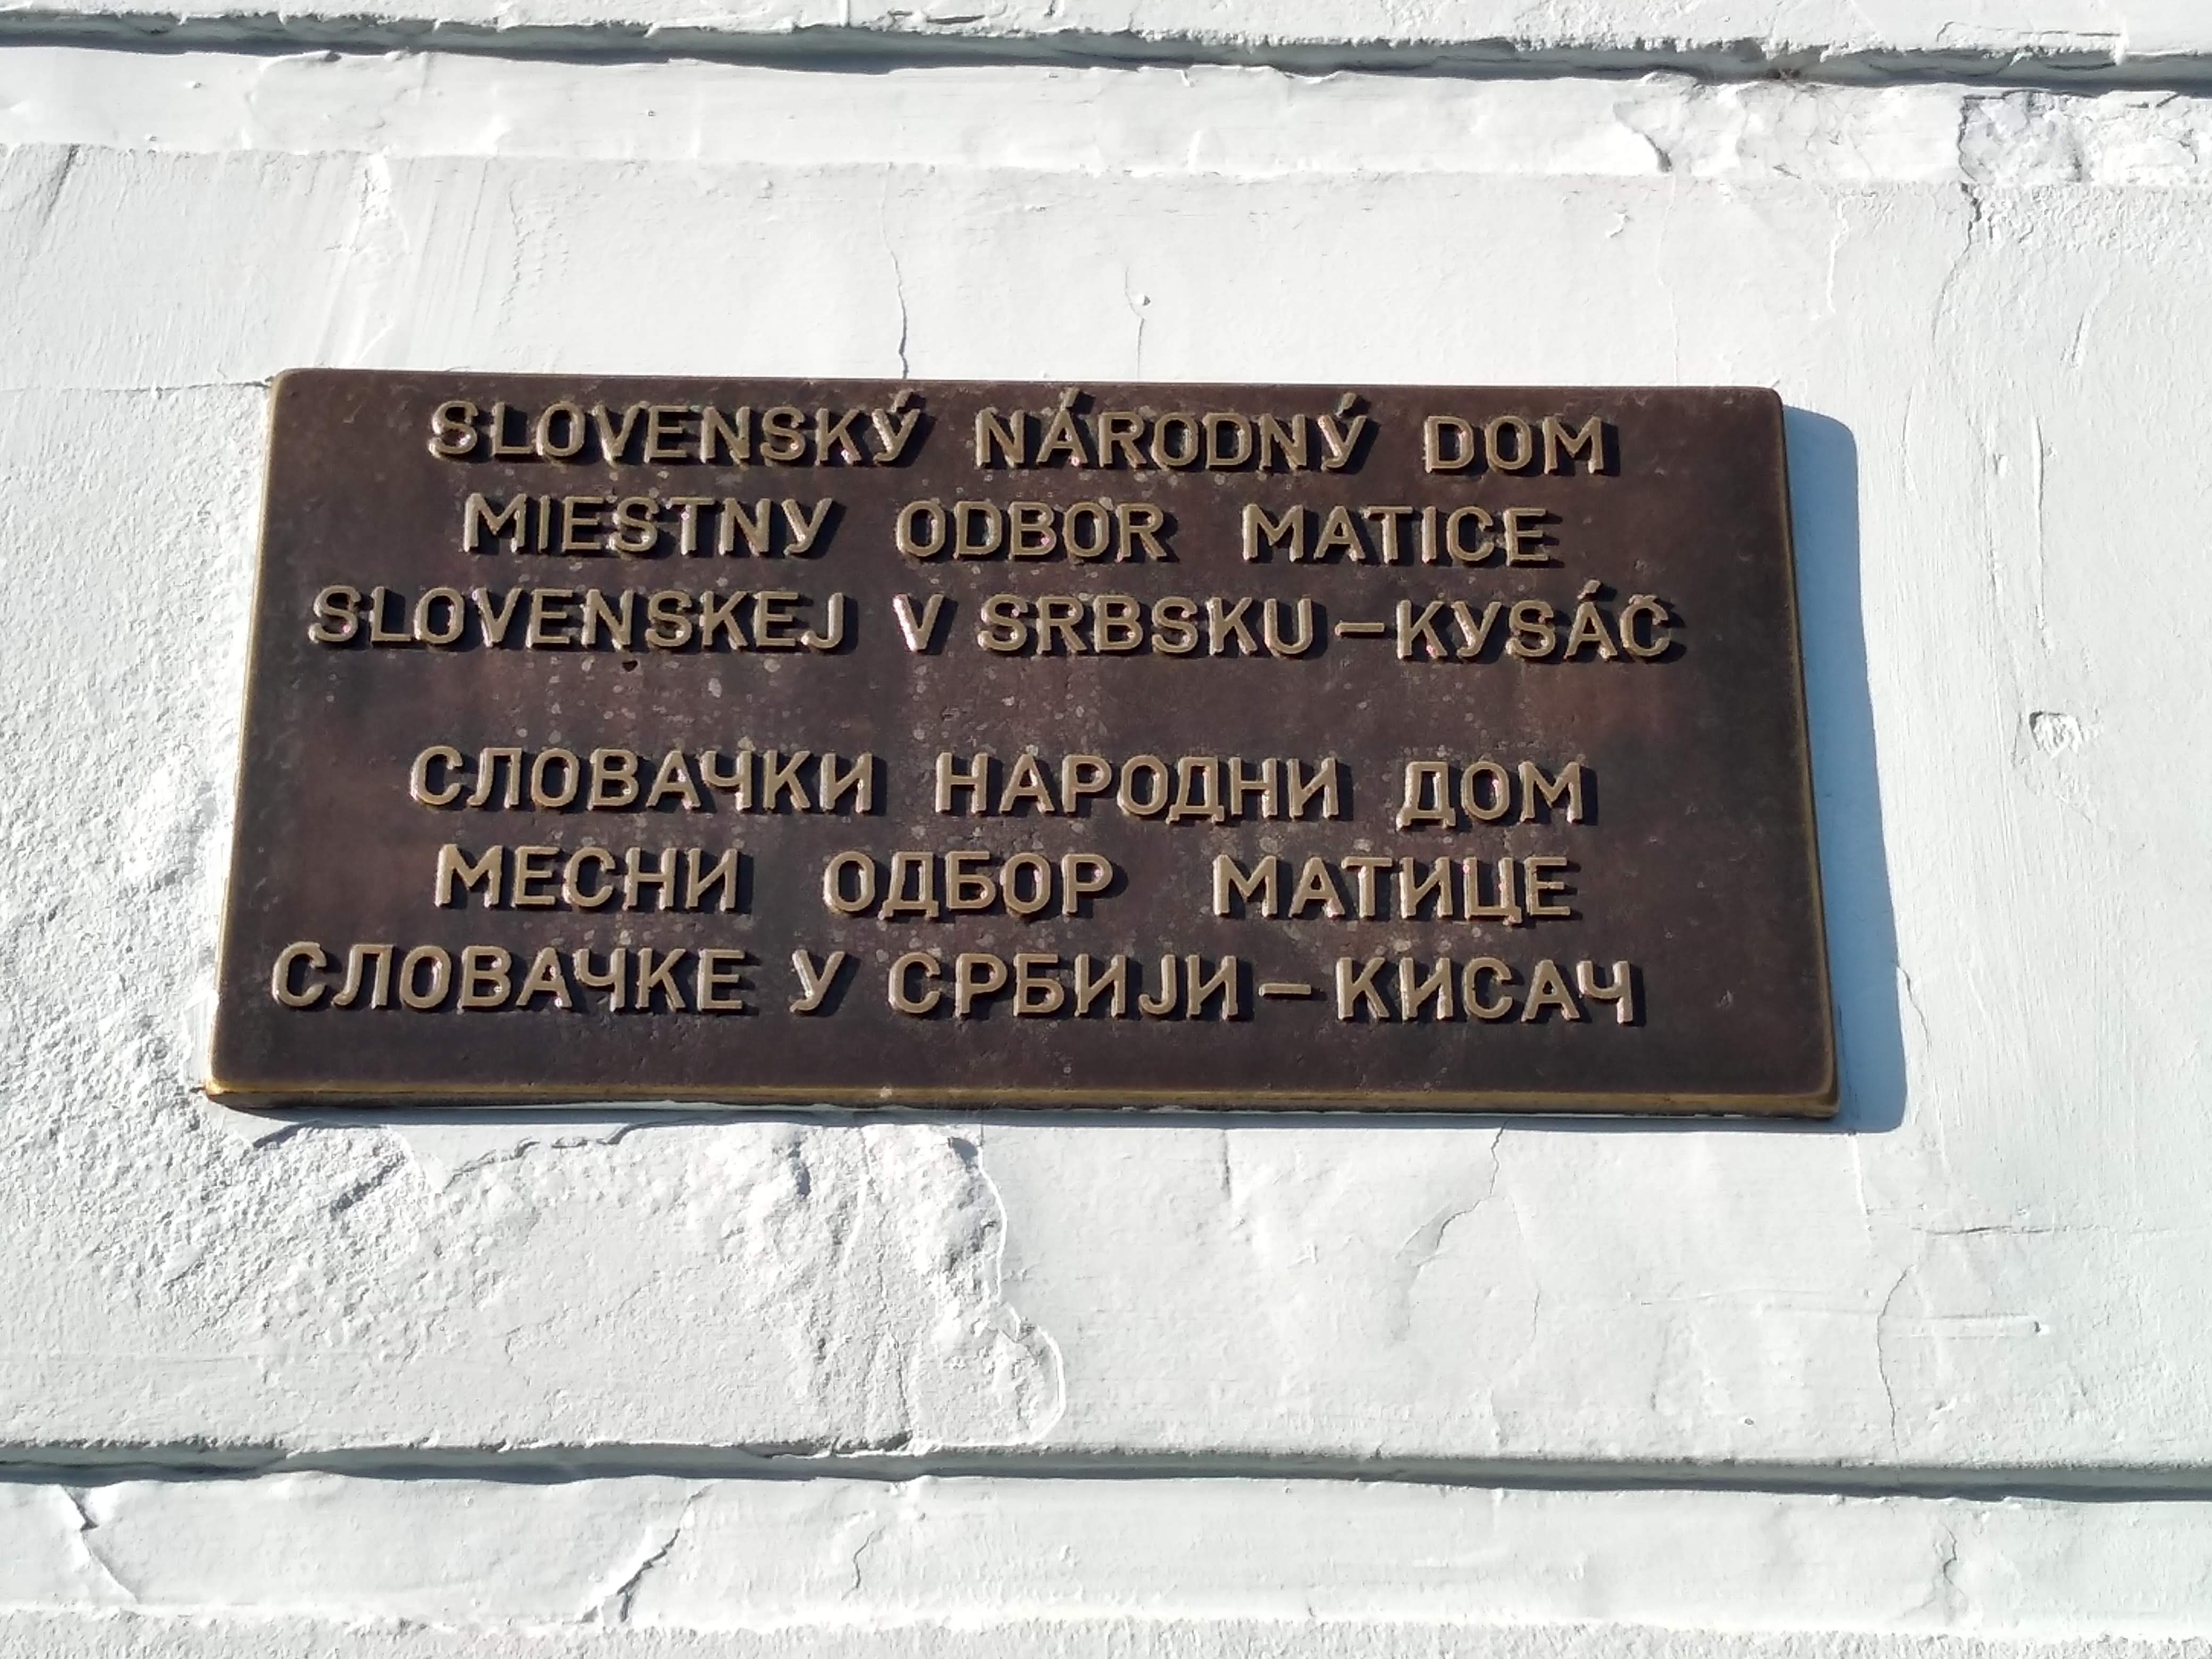 SLOVENSKÝ NÁRODNÝ DOM
MIESTNY ODBOR MATICE
SLOVENSKEJ V SRBSKU–KYSÁČ
СЛОВАЧКИ НАРОДНИ ДОМ
МЕСНИ ОДБОР МАТИЦЕ
СЛОВАЧКЕ У СРБИЈИ–КИСАЧ